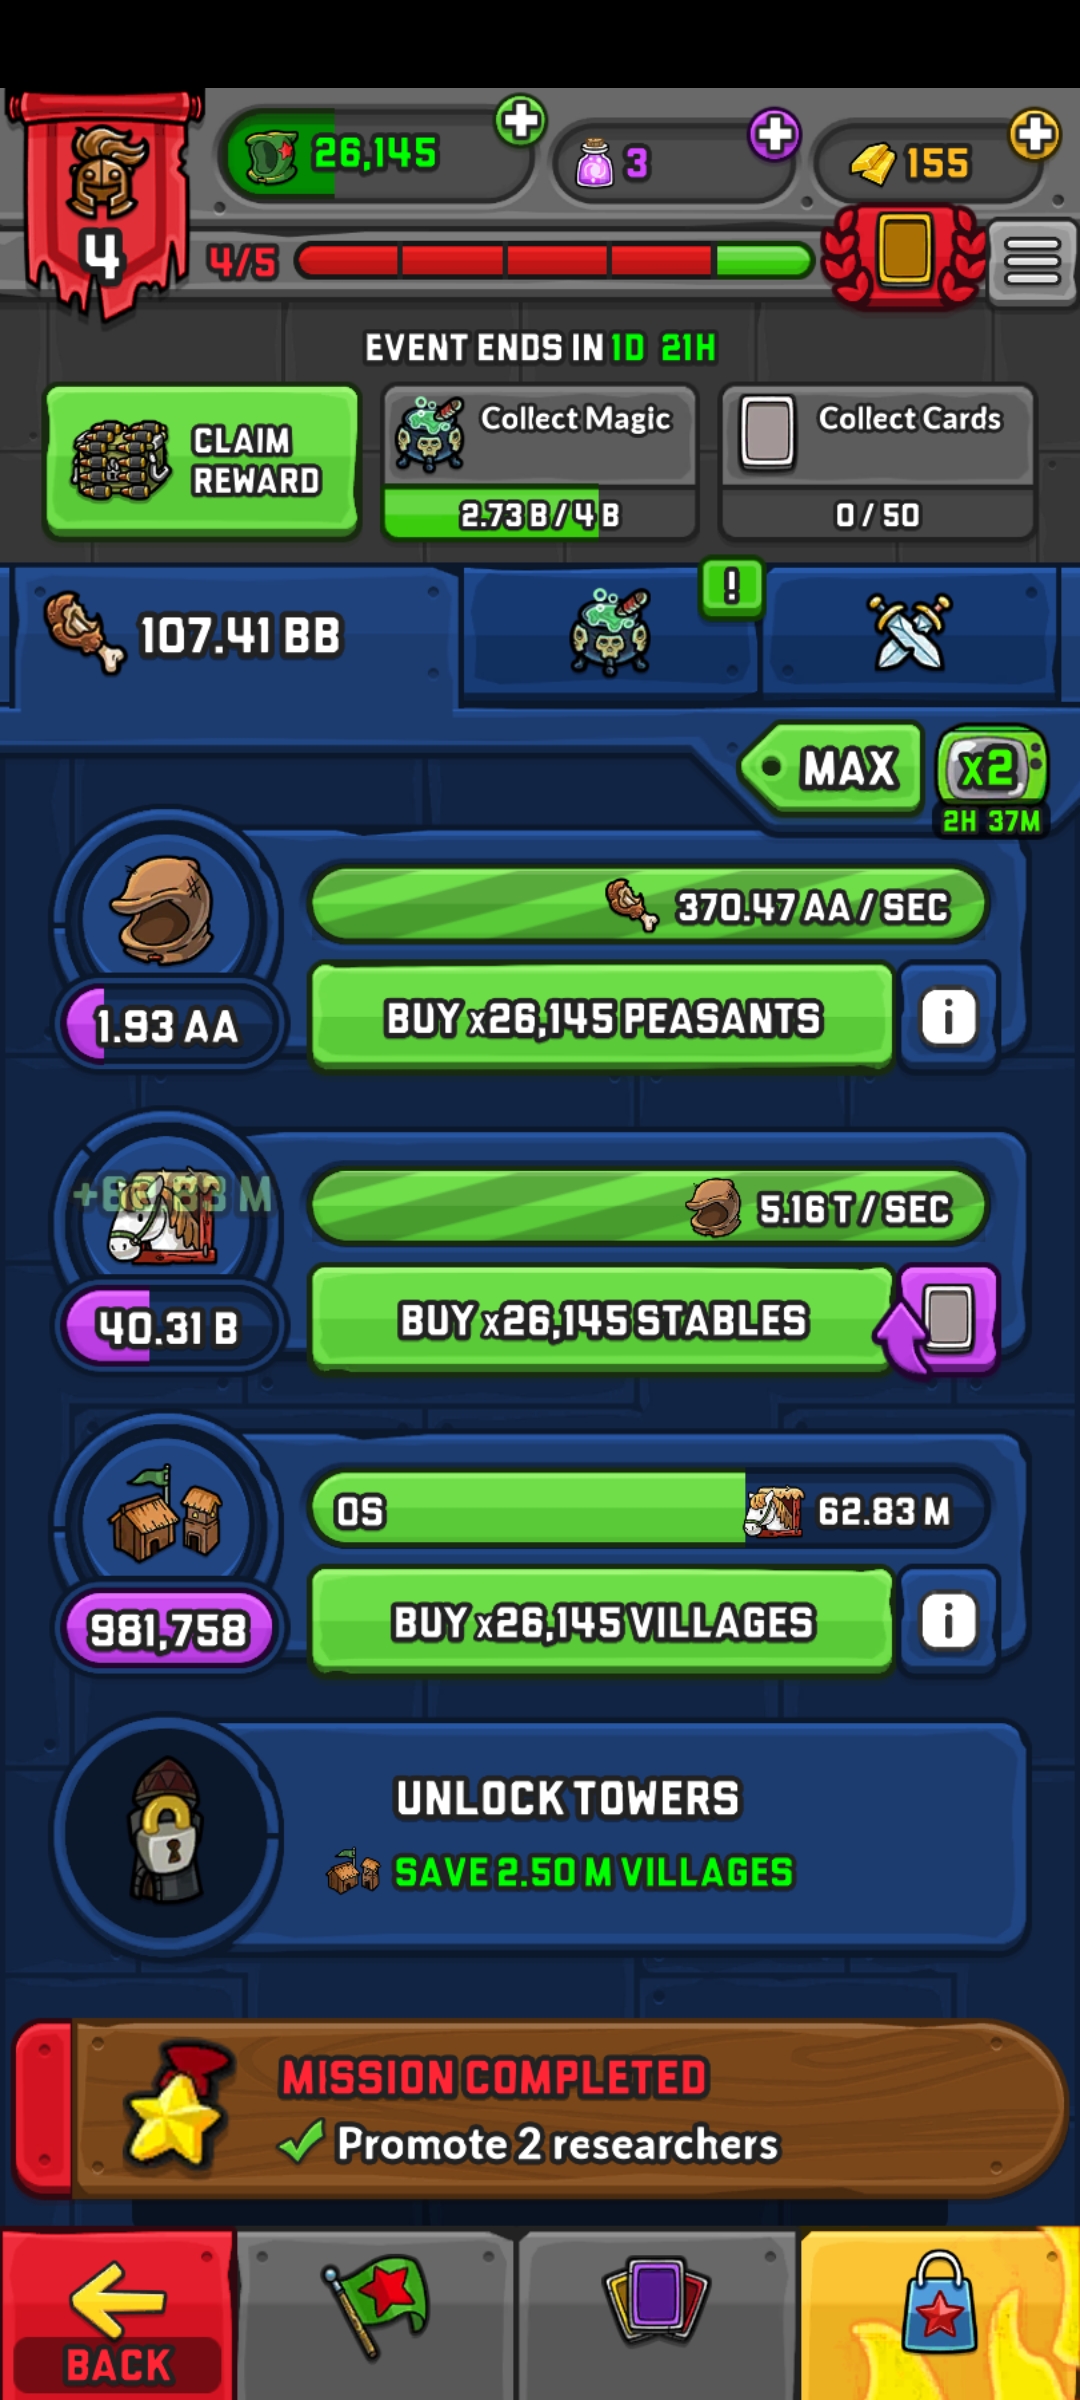 4
26,145
3
155
4/5
EVENT ENDS IN 1D 21H
CLAIM
REWARD
Collect Magic
2.73 B / 4 B
Collect Cards
0 / 50
107.41 BB
!
MAX
x2
2H 37M
370.47 AA / SEC
1.93 AA
BUY x26,145 PEASANTS
i
5.16 T / SEC
40.31 B
BUY x26,145 STABLES
0S
62.83 M
981,758
BUY x26,145 VILLAGES
i
UNLOCK TOWERS
SAVE 2.50 M VILLAGES
MISSION COMPLETED
Promote 2 researchers
BACK